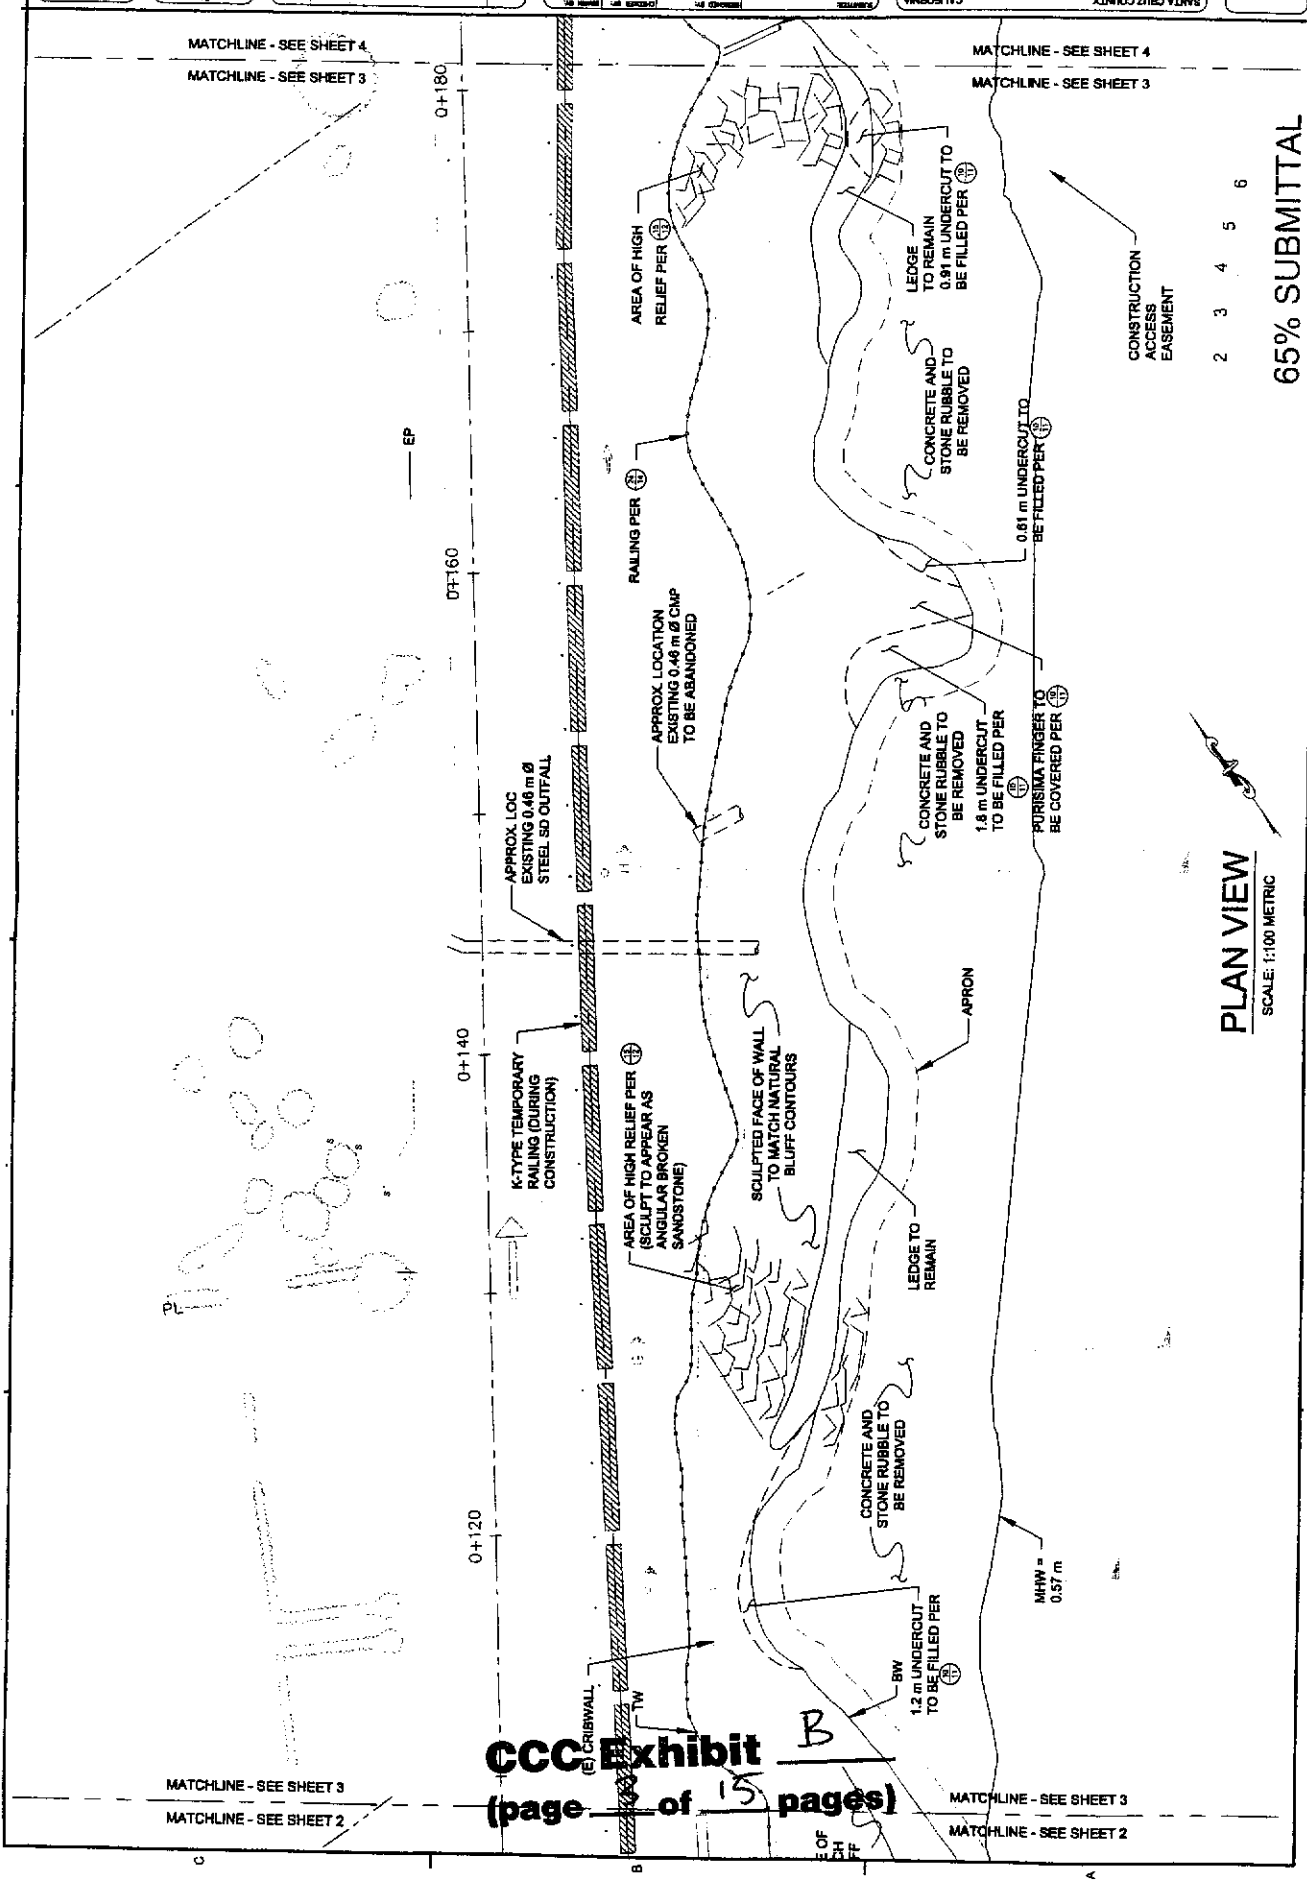 SANTA CRUZ COUNTY
CALIFORNIA
SUBMITTED:
MATCHLINE - SEE SHEET 4
MATCHLINE - SEE SHEET 3
MATCHLINE - SEE SHEET 4
MATCHLINE - SEE SHEET 3
0+180
0+160
0+140
0+120
EP
PL
AREA OF HIGH
RELIEF PER
RAILING PER
APPROX. LOCATION
EXISTING 0.46 m Ø CMP
TO BE ABANDONED
APPROX. LOC
EXISTING 0.46 m Ø
STEEL SD OUTFALL
K-TYPE TEMPORARY
RAILING (DURING
CONSTRUCTION)
AREA OF HIGH RELIEF PER
(SCULPT TO APPEAR AS
ANGULAR BROKEN
SANDSTONE)
SCULPTED FACE OF WALL
TO MATCH NATURAL
BLUFF CONTOURS
LEDGE
TO REMAIN
0.91 m UNDERCUT TO
BE FILLED PER
CONCRETE AND
STONE RUBBLE TO
BE REMOVED
0.61 m UNDERCUT TO
BE FILLED PER
CONCRETE AND
STONE RUBBLE TO
BE REMOVED
1.8 m UNDERCUT
TO BE FILLED PER
PURISIMA FINGER TO
BE COVERED PER
APRON
LEDGE TO
REMAIN
CONCRETE AND
STONE RUBBLE TO
BE REMOVED
BW
1.2 m UNDERCUT
TO BE FILLED PER
MHW =
0.57 m
(E) CRIBWALL
TW
CONSTRUCTION
ACCESS
EASEMENT
2 3 4 5 6
65% SUBMITTAL
PLAN VIEW
SCALE: 1:100 METRIC
CCC Exhibit B
(page of 15 pages)
MATCHLINE - SEE SHEET 3
MATCHLINE - SEE SHEET 2
MATCHLINE - SEE SHEET 3
MATCHLINE - SEE SHEET 2
C
B
A